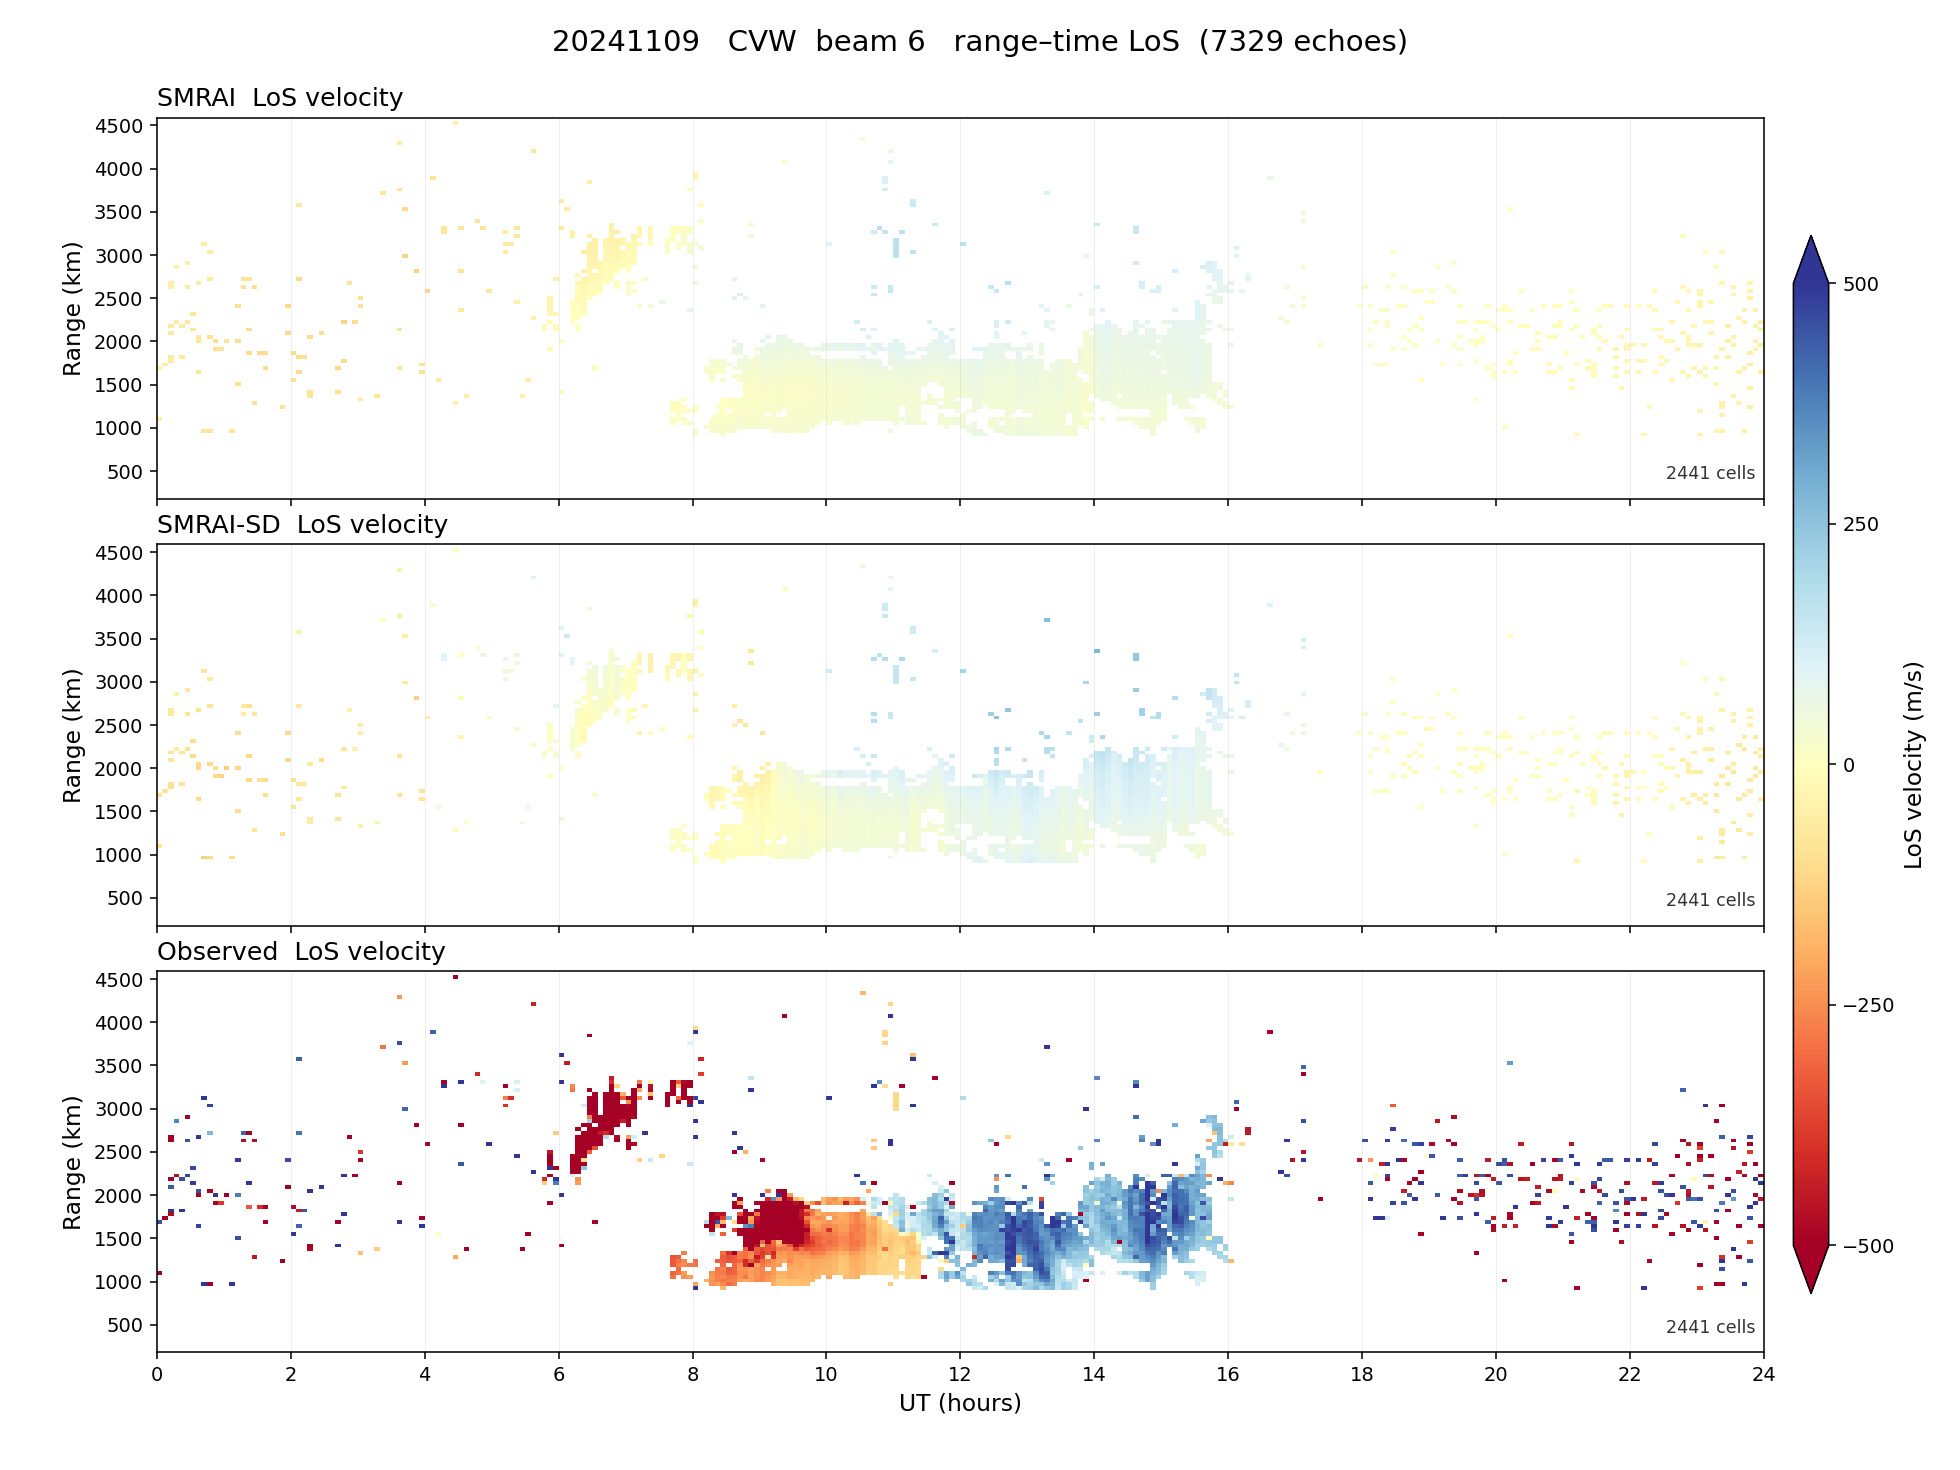 20241109   CVW  beam 6   range–time LoS  (7329 echoes)
SMRAI  LoS velocity
4500
4000
3500
3000
2500
2000
1500
1000
500
Range (km)
2441 cells
SMRAI-SD  LoS velocity
4500
4000
3500
3000
2500
2000
1500
1000
500
Range (km)
2441 cells
Observed  LoS velocity
4500
4000
3500
3000
2500
2000
1500
1000
500
Range (km)
2441 cells
0 2 4 6 8 10 12 14 16 18 20 22 24
UT (hours)
500
250
0
−250
−500
LoS velocity (m/s)